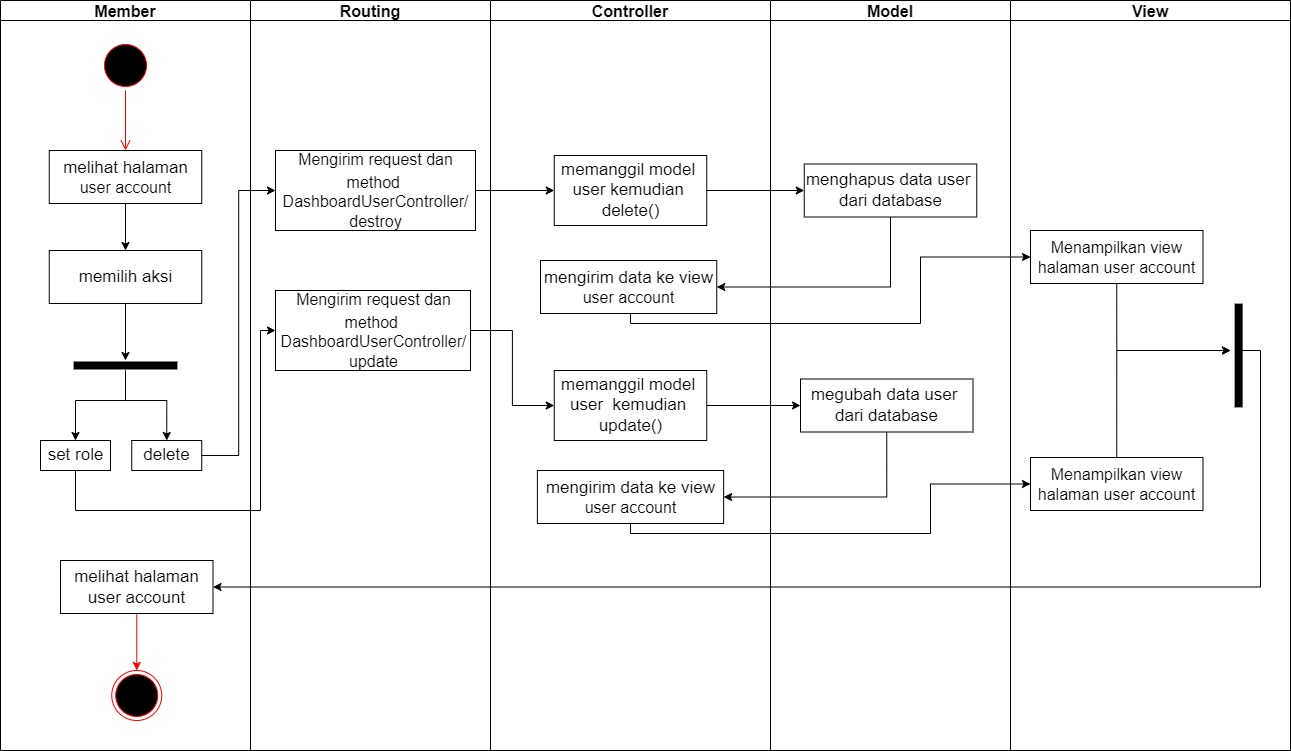 Member
Routing
Controller
Model
View
melihat halaman
user account
memilih aksi
set role
delete
melihat halaman
user account
Mengirim request dan
method
DashboardUserController/
destroy
Mengirim request dan
method
DashboardUserController/
update
memanggil model
user kemudian
delete()
mengirim data ke view
user account
memanggil model
user kemudian
update()
mengirim data ke view
user account
menghapus data user
dari database
megubah data user
dari database
Menampilkan view
halaman user account
Menampilkan view
halaman user account